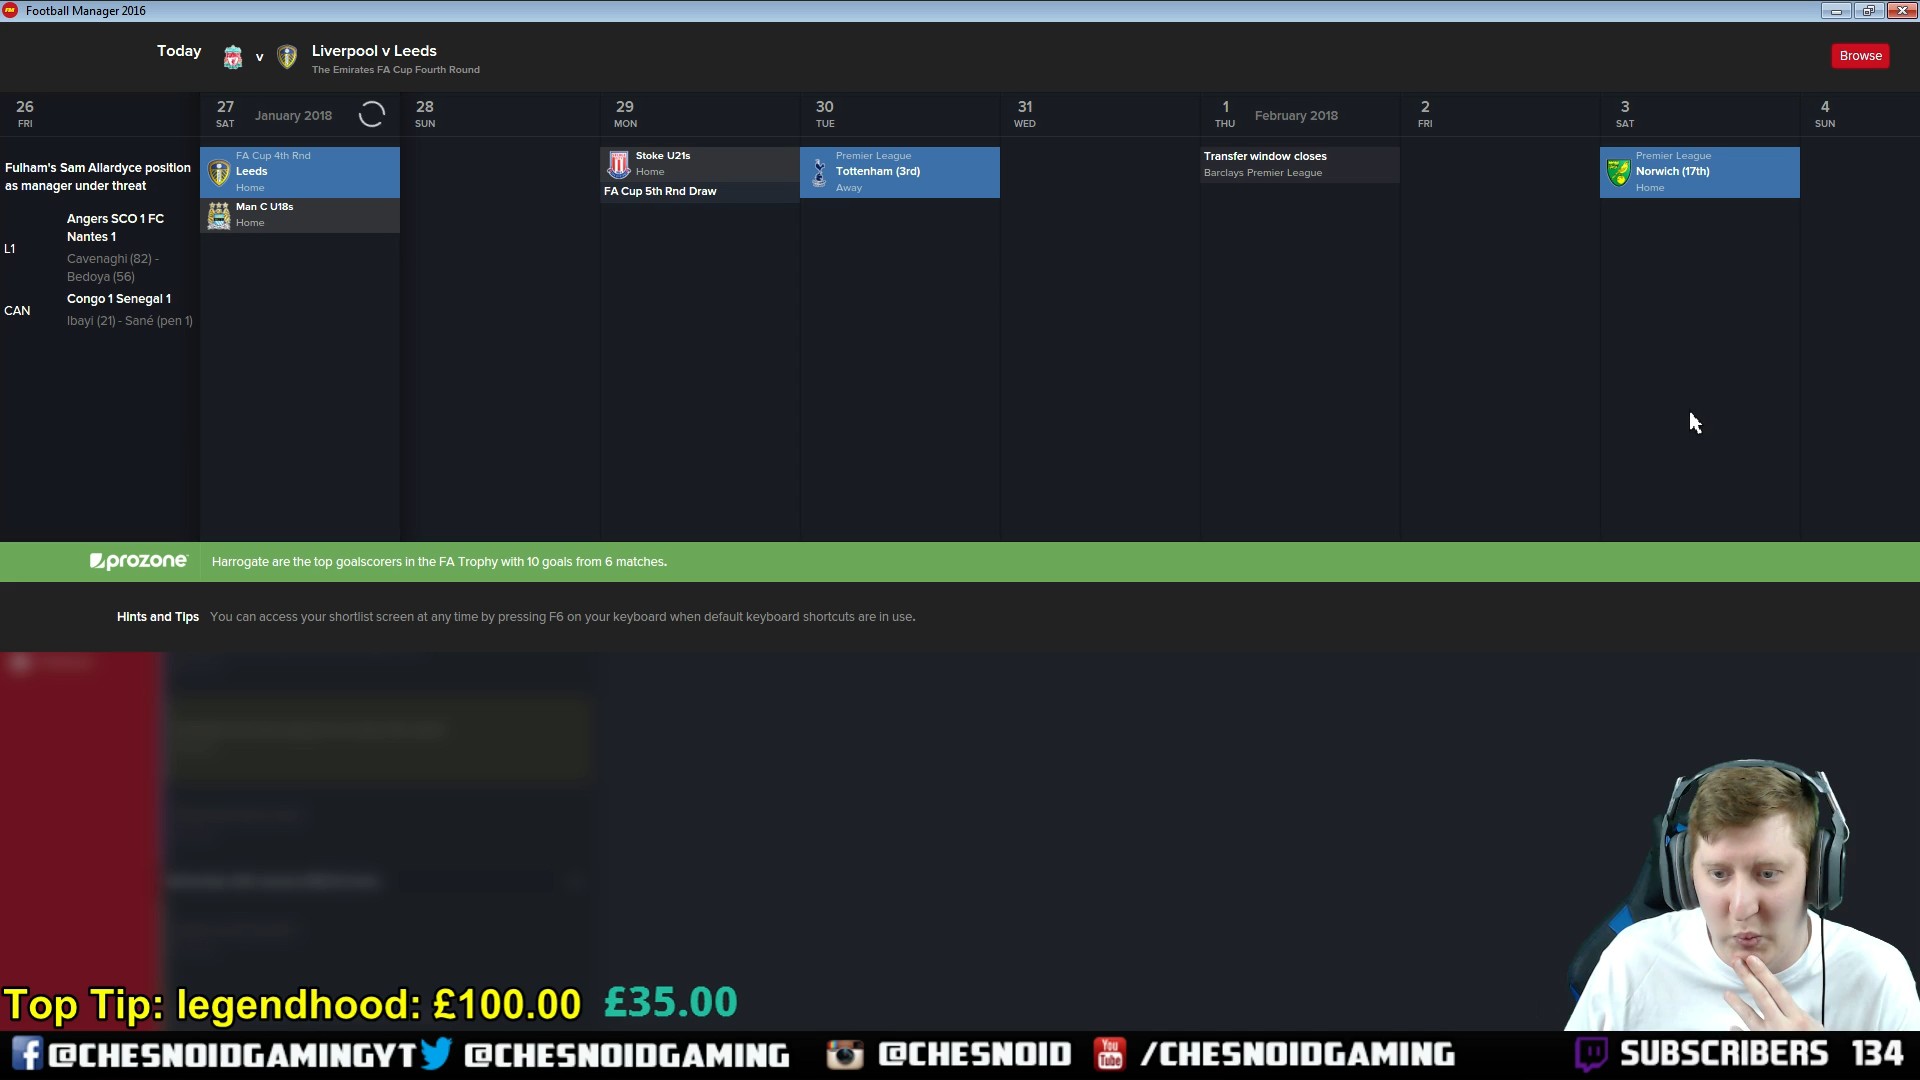 Football Manager 2016
Today
v
Liverpool v Leeds
The Emirates FA Cup Fourth Round
Browse
26
FRI
27
SAT
January 2018
28
SUN
29
MON
30
TUE
31
WED
1
THU
February 2018
2
FRI
3
SAT
4
SUN
Fulham's Sam Allardyce position
as manager under threat
L1
Angers SCO 1 FC
Nantes 1
Cavenaghi (82) -
Bedoya (56)
CAN
Congo 1 Senegal 1
Ibayi (21) - Sané (pen 1)
FA Cup 4th Rnd
Leeds
Home
Man C U18s
Home
Stoke U21s
Home
FA Cup 5th Rnd Draw
Premier League
Tottenham (3rd)
Away
Transfer window closes
Barclays Premier League
Premier League
Norwich (17th)
Home
prozone
Harrogate are the top goalscorers in the FA Trophy with 10 goals from 6 matches.
Hints and Tips
You can access your shortlist screen at any time by pressing F6 on your keyboard when default keyboard shortcuts are in use.
Top Tip: legendhood: £100.00
£35.00
@CHESNOIDGAMINGYT
@CHESNOIDGAMING
@CHESNOID
You Tube
/CHESNOIDGAMING
SUBSCRIBERS 134